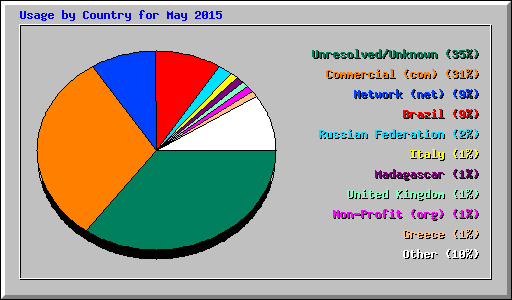 Usage by Country for May 2015
Unresolved/Unknown (35%)
Commercial (com) (31%)
Network (net) (9%)
Brazil (9%)
Russian Federation (2%)
Italy (1%)
Madagascar (1%)
United Kingdom (1%)
Non-Profit (org) (1%)
Greece (1%)
Other (10%)